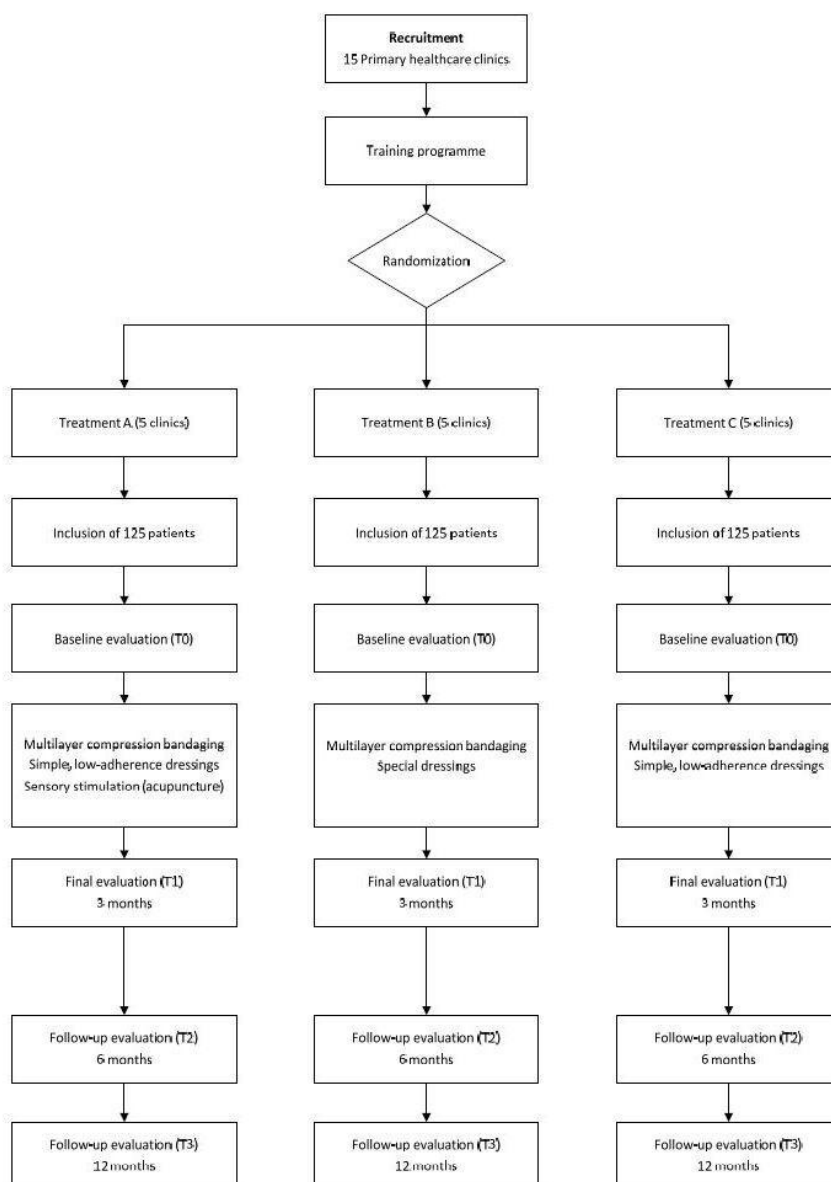 Recruitment
15 Primary healthcare clinics
Training programme
Randomization
Treatment A (5 clinics)
Treatment B (5 clinics)
Treatment C (5 clinics)
Inclusion of 125 patients
Inclusion of 125 patients
Inclusion of 125 patients
Baseline evaluation (T0)
Baseline evaluation (T0)
Baseline evaluation (T0)
Multilayer compression bandaging
Simple, low-adherence dressings
Sensory stimulation (acupuncture)
Multilayer compression bandaging
Special dressings
Multilayer compression bandaging
Simple, low-adherence dressings
Final evaluation (T1)
3 months
Final evaluation (T1)
3 months
Final evaluation (T1)
3 months
Follow-up evaluation (T2)
6 months
Follow-up evaluation (T2)
6 months
Follow-up evaluation (T2)
6 months
Follow-up evaluation (T3)
12 months
Follow-up evaluation (T3)
12 months
Follow-up evaluation (T3)
12 months